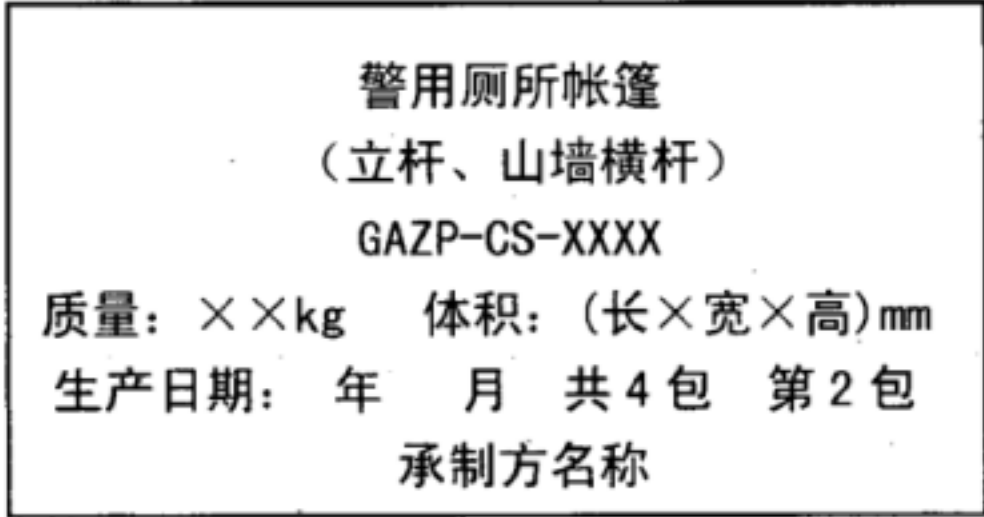 警用厕所帐篷
（立杆、山墙横杆）
GAZP-CS-XXXX
质量：××kg 体积：(长×宽×高)mm
生产日期： 年 月 共4包 第2包
承制方名称